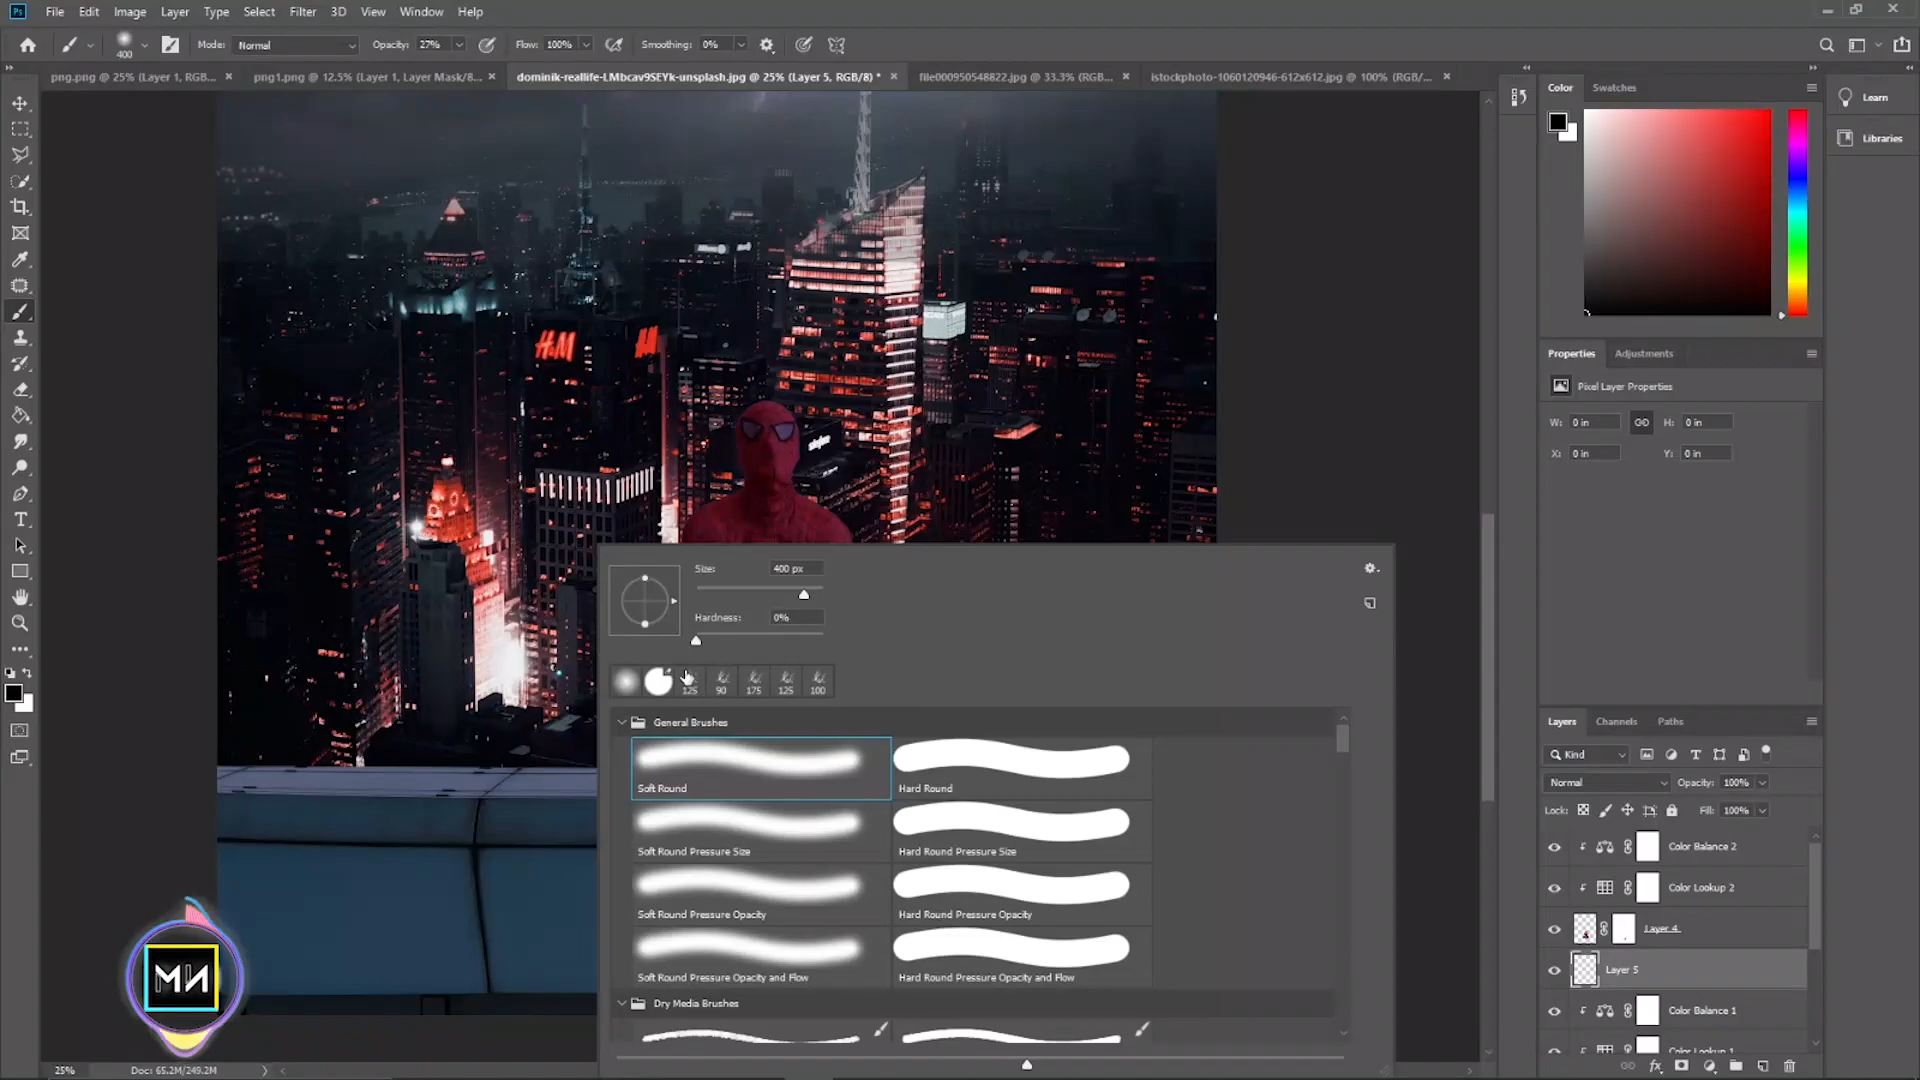 Ps File Edit Image Layer Type Select Filter 3D View Window Help
400 Mode: Normal Opacity: 27% Flow: 100% Smoothing: 0%
png.png @ 25% (Layer 1, RGB... × png1.png @ 12.5% (Layer 1, Layer Mask/8... × dominik-reallife-LMbcav9SEYk-unsplash.jpg @ 25% (Layer 5, RGB/8) * × file000950548822.jpg @ 33.3% (RGB... × istockphoto-1060120946-612x612.jpg @ 100% (RGB/... ×
Color Swatches
Learn
Libraries
H&M
Properties Adjustments
Pixel Layer Properties
W: 0 in H: 0 in
X: 0 in Y: 0 in
Size: 400 px
Hardness: 0%
125 90 175 125 100
General Brushes
Soft Round Hard Round
Soft Round Pressure Size Hard Round Pressure Size
Soft Round Pressure Opacity Hard Round Pressure Opacity
Soft Round Pressure Opacity and Flow Hard Round Pressure Opacity and Flow
Dry Media Brushes
Layers Channels Paths
Kind
Normal Opacity: 100%
Lock: Fill: 100%
Color Balance 2
Color Lookup 2
Layer 4
Layer 5
Color Balance 1
Color Lookup 1
25% Doc: 65.2M/249.2M